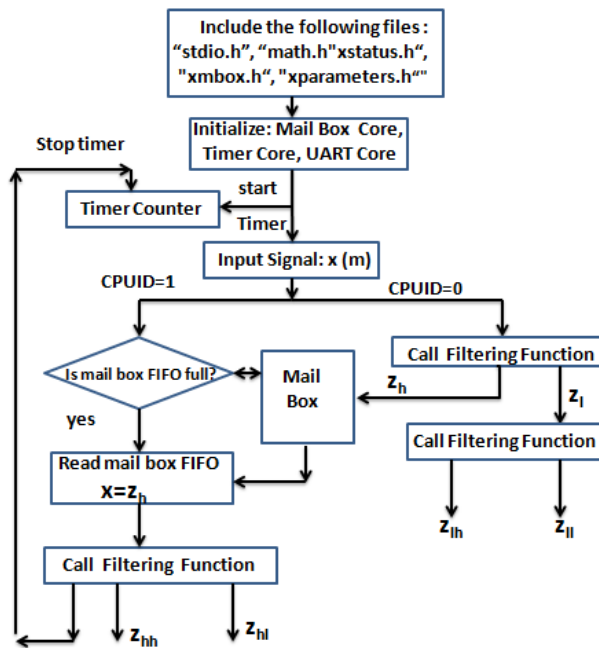 Include the following files :
“stdio.h”, “math.h"xstatus.h“,
"xmbox.h“, "xparameters.h“"
Initialize: Mail Box Core,
Timer Core, UART Core
Stop timer
start
Timer Counter
Timer
Input Signal: x (m)
CPUID=1
CPUID=0
Is mail box FIFO full?
Mail
Box
Call Filtering Function
zh
zl
yes
Call Filtering Function
Read mail box FIFO
x=zh
zlh
zll
Call Filtering Function
zhh
zhl